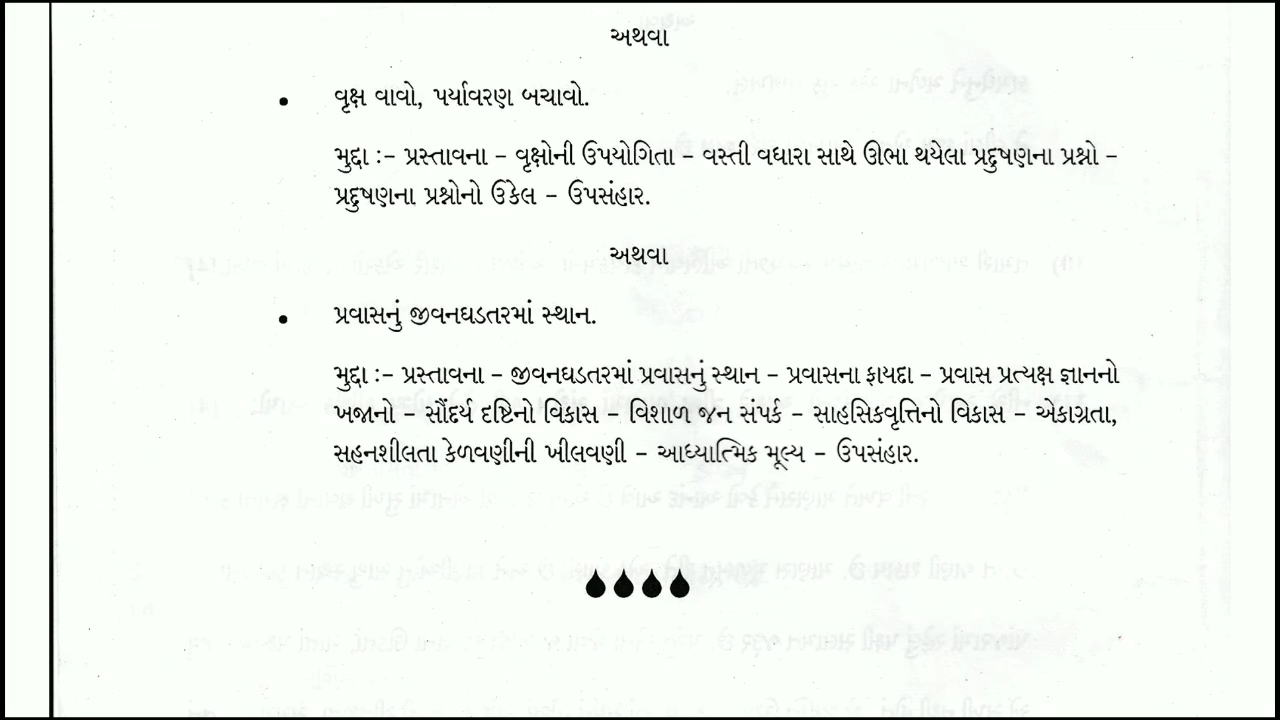 અથવા
• વૃક્ષ વાવો, પર્યાવરણ બચાવો.
મુદ્દા :– પ્રસ્તાવના – વૃક્ષોની ઉપયોગિતા – વસ્તી વધારા સાથે ઊભા થયેલા પ્રદુષણના પ્રશ્નો –
પ્રદુષણના પ્રશ્નોનો ઉકેલ – ઉપસંહાર.
અથવા
• પ્રવાસનું જીવનઘડતરમાં સ્થાન.
મુદ્દા :– પ્રસ્તાવના – જીવનઘડતરમાં પ્રવાસનું સ્થાન – પ્રવાસના ફાયદા – પ્રવાસ પ્રત્યક્ષ જ્ઞાનનો
ખજાનો – સૌંદર્ય દૃષ્ટિનો વિકાસ – વિશાળ જન સંપર્ક – સાહસિકવૃત્તિનો વિકાસ – એકાગ્રતા,
સહનશીલતા કેળવણીની ખીલવણી – આધ્યાત્મિક મૂલ્ય – ઉપસંહાર.